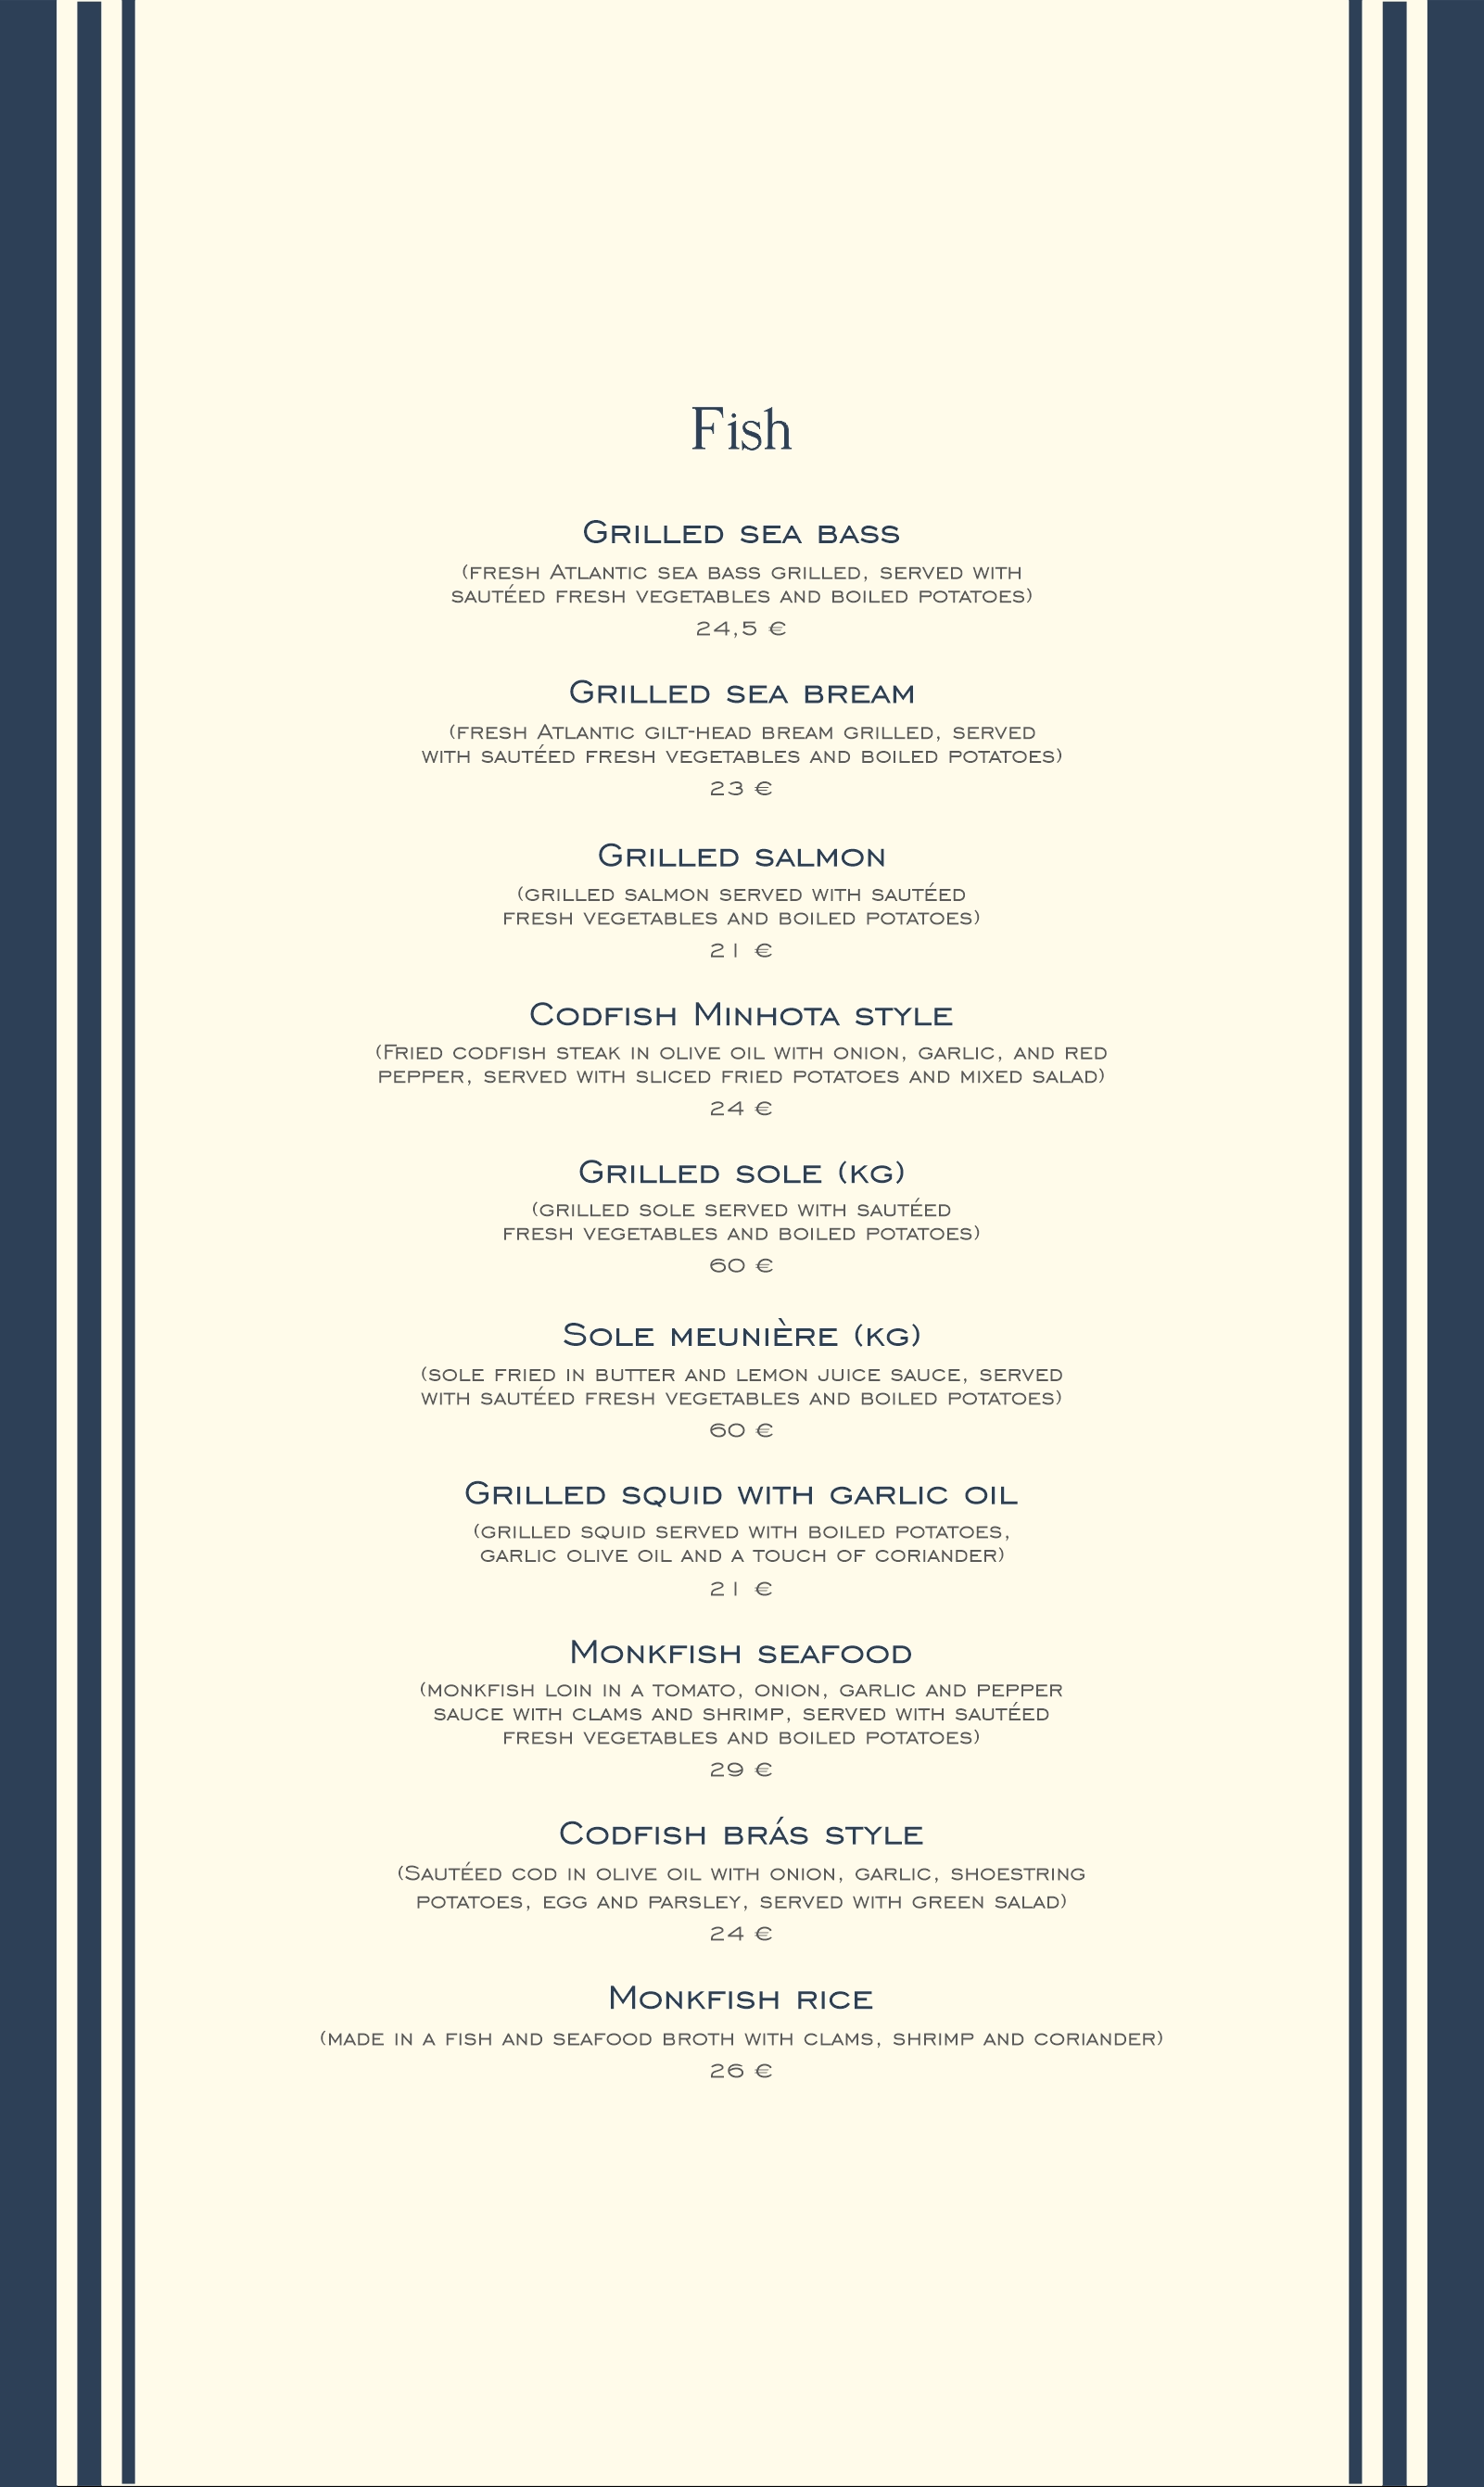 Fish
Grilled sea bass
(fresh Atlantic sea bass grilled, served with
sautéed fresh vegetables and boiled potatoes)
24,5 €
Grilled sea bream
(fresh Atlantic gilt-head bream grilled, served
with sautéed fresh vegetables and boiled potatoes)
23 €
Grilled salmon
(grilled salmon served with sautéed
fresh vegetables and boiled potatoes)
21 €
Codfish Minhota style
(Fried codfish steak in olive oil with onion, garlic, and red
pepper, served with sliced fried potatoes and mixed salad)
24 €
Grilled sole (kg)
(grilled sole served with sautéed
fresh vegetables and boiled potatoes)
60 €
Sole meunière (kg)
(sole fried in butter and lemon juice sauce, served
with sautéed fresh vegetables and boiled potatoes)
60 €
Grilled squid with garlic oil
(grilled squid served with boiled potatoes,
garlic olive oil and a touch of coriander)
21 €
Monkfish seafood
(monkfish loin in a tomato, onion, garlic and pepper
sauce with clams and shrimp, served with sautéed
fresh vegetables and boiled potatoes)
29 €
Codfish brás style
(Sautéed cod in olive oil with onion, garlic, shoestring
potatoes, egg and parsley, served with green salad)
24 €
Monkfish rice
(made in a fish and seafood broth with clams, shrimp and coriander)
26 €